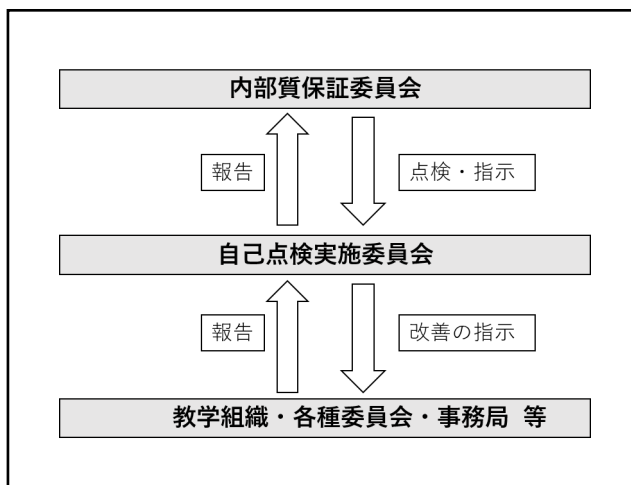 内部質保証委員会
報告
点検・指示
自己点検実施委員会
報告
改善の指示
教学組織・各種委員会・事務局 等